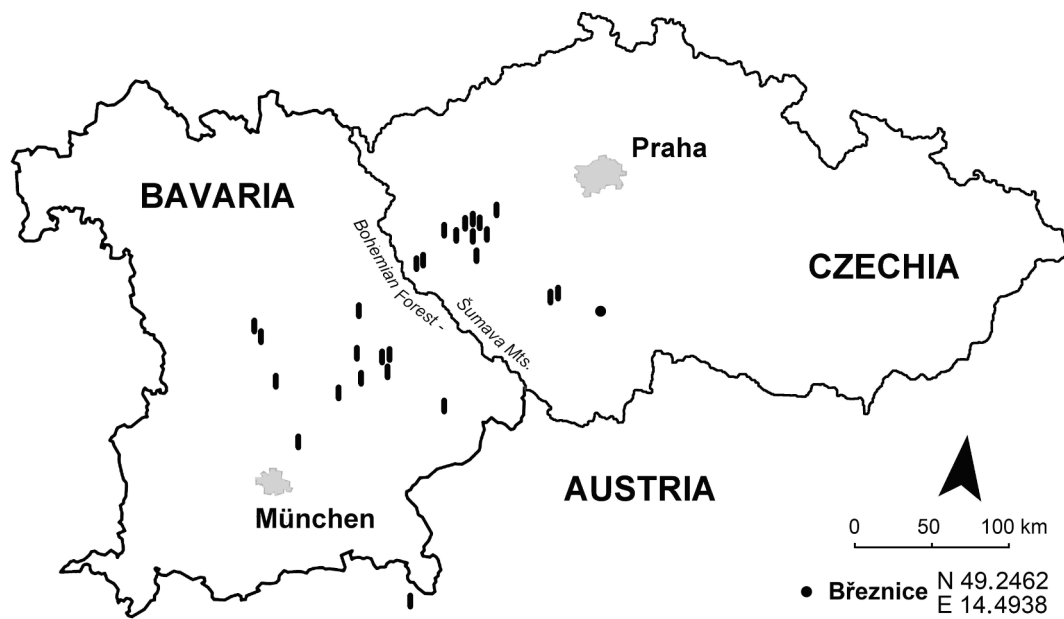 Praha
BAVARIA
Bohemian Forest -
Šumava Mts.
CZECHIA
AUSTRIA
München
0 50 100 km
Březnice N 49.2462
E 14.4938